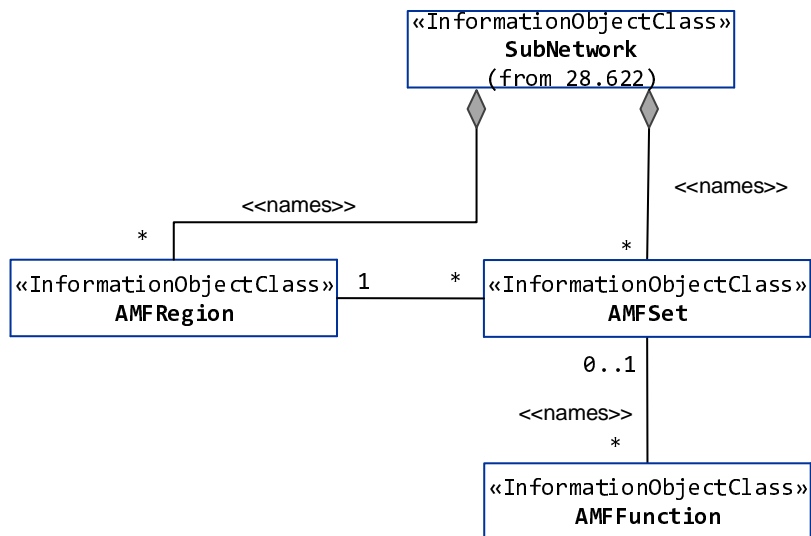 «InformationObjectClass»
SubNetwork
(from 28.622)
<<names>>
<<names>>
*
*
«InformationObjectClass»
AMFRegion
1
*
«InformationObjectClass»
AMFSet
0..1
<<names>>
*
«InformationObjectClass»
AMFFunction